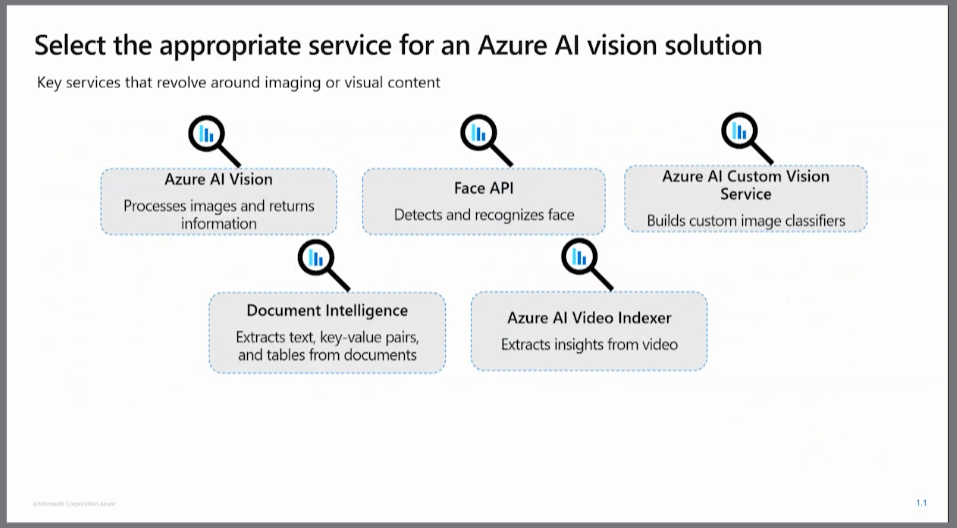 Select the appropriate service for an Azure AI vision solution
Key services that revolve around imaging or visual content
Azure AI Vision
Processes images and returns
information
Face API
Detects and recognizes face
Azure AI Custom Vision
Service
Builds custom image classifiers
Document Intelligence
Extracts text, key-value pairs,
and tables from documents
Azure AI Video Indexer
Extracts insights from video
©Microsoft Corporation Azure
1.1